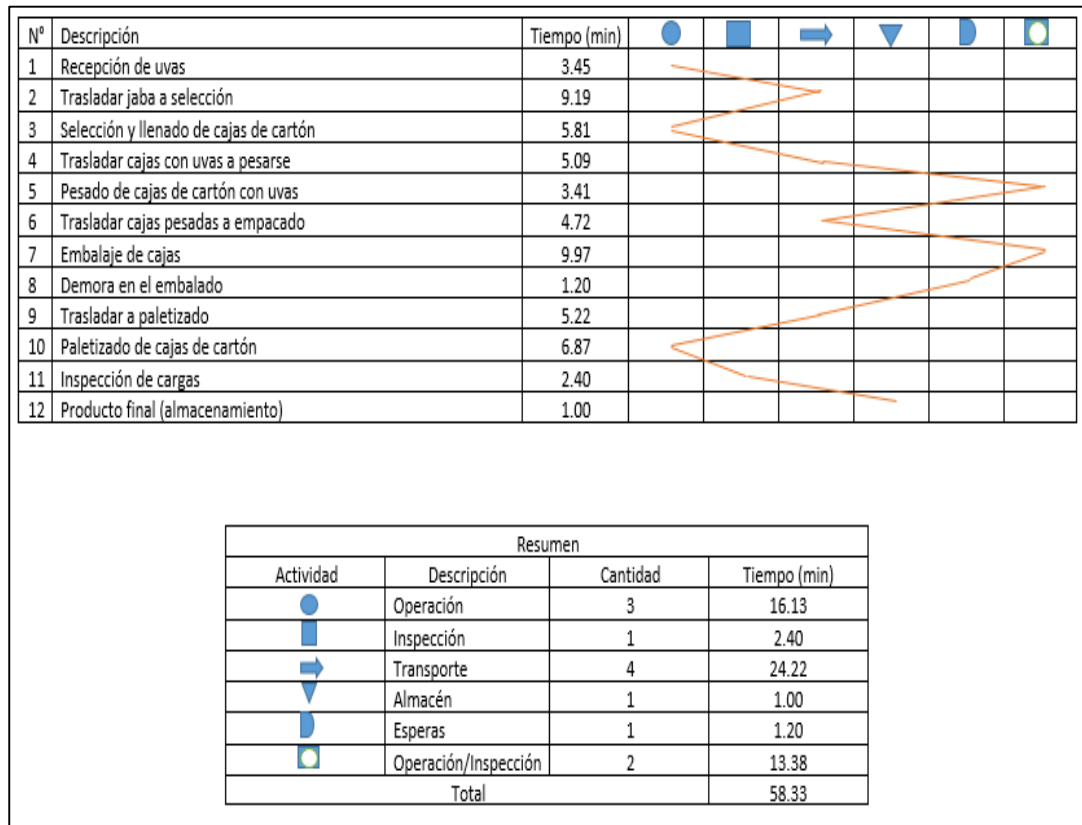 N° Descripción Tiempo (min)
1 Recepción de uvas 3.45
2 Trasladar jaba a selección 9.19
3 Selección y llenado de cajas de cartón 5.81
4 Trasladar cajas con uvas a pesarse 5.09
5 Pesado de cajas de cartón con uvas 3.41
6 Trasladar cajas pesadas a empacado 4.72
7 Embalaje de cajas 9.97
8 Demora en el embalado 1.20
9 Trasladar a paletizado 5.22
10 Paletizado de cajas de cartón 6.87
11 Inspección de cargas 2.40
12 Producto final (almacenamiento) 1.00
Resumen
Actividad Descripción Cantidad Tiempo (min)
Operación 3 16.13
Inspección 1 2.40
Transporte 4 24.22
Almacén 1 1.00
Esperas 1 1.20
Operación/Inspección 2 13.38
Total 58.33